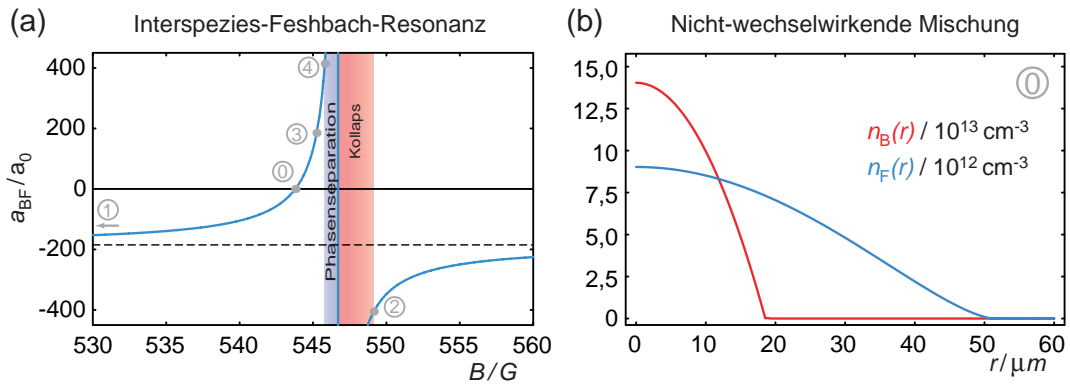 (a)
Interspezies-Feshbach-Resonanz
400
200
0
-200
-400
a_BF/a_0
④
③
⓪
①
②
Phasenseparation
Kollaps
530
535
540
545
550
555
560
B/G
(b)
Nicht-wechselwirkende Mischung
15,0
12,5
10,0
7,5
5,0
2,5
0
⓪
n_B(r) / 10^13 cm^-3
n_F(r) / 10^12 cm^-3
0
10
20
30
40
50
60
r/μm